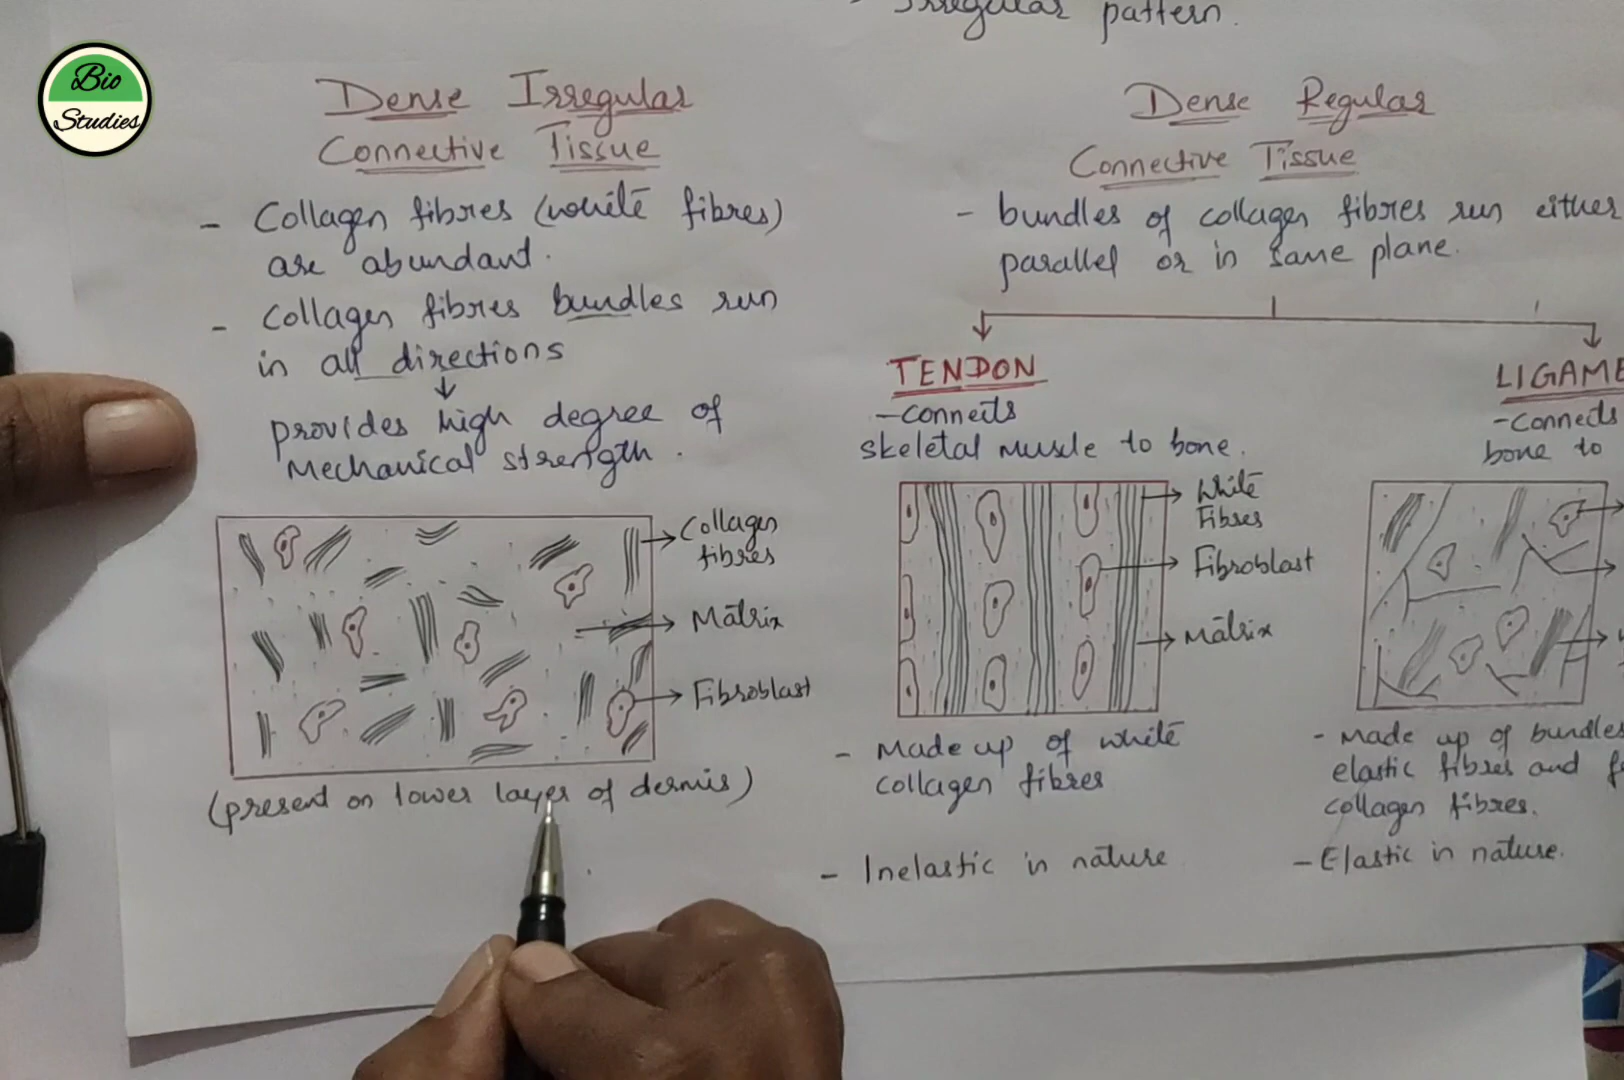 Irregular pattern.
Bio
Studies
Dense Irregular
Connective Tissue
- Collagen fibres (white fibres)
are abundant.
- Collagen fibres bundles run
in all directions
↓
provides high degree of
Mechanical strength.
Collagen
fibres
Matrix
Fibroblast
(present on lower layer of dermis)
Dense Regular
Connective Tissue
- bundles of collagen fibres run either
parallel or in same plane.
TENDON
- Connects
skeletal muscle to bone.
White
Fibres
Fibroblast
Matrix
- Made up of white
collagen fibres
- Inelastic in nature
LIGAME
- Connects
bone to
- Made up of bundles
elastic fibres and
collagen fibres.
- Elastic in nature.